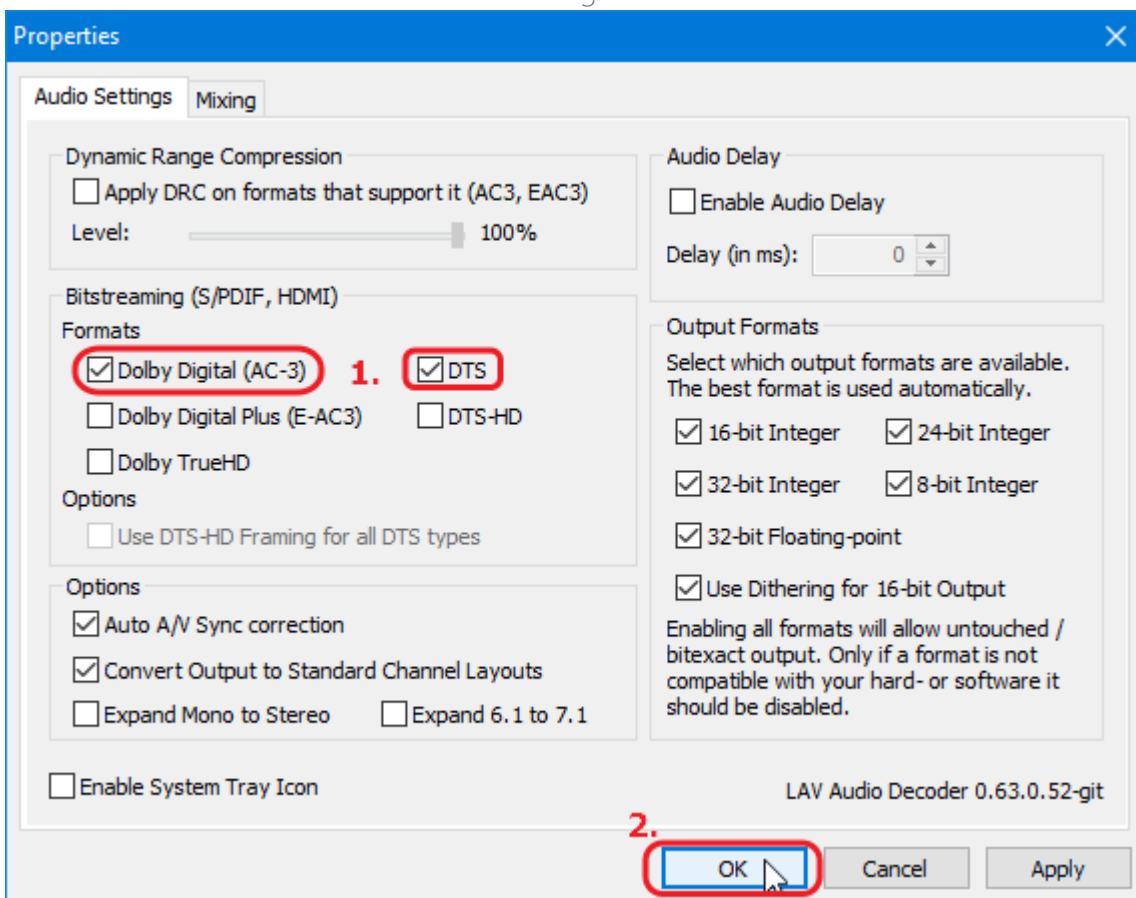 Properties
Audio Settings
Mixing
Dynamic Range Compression
Apply DRC on formats that support it (AC3, EAC3)
Level:
100%
Bitstreaming (S/PDIF, HDMI)
Formats
Dolby Digital (AC-3)
1.
DTS
Dolby Digital Plus (E-AC3)
DTS-HD
Dolby TrueHD
Options
Use DTS-HD Framing for all DTS types
Options
Auto A/V Sync correction
Convert Output to Standard Channel Layouts
Expand Mono to Stereo
Expand 6.1 to 7.1
Enable System Tray Icon
Audio Delay
Enable Audio Delay
Delay (in ms):
0
Output Formats
Select which output formats are available.
The best format is used automatically.
16-bit Integer
24-bit Integer
32-bit Integer
8-bit Integer
32-bit Floating-point
Use Dithering for 16-bit Output
Enabling all formats will allow untouched /
bitexact output. Only if a format is not
compatible with your hard- or software it
should be disabled.
LAV Audio Decoder 0.63.0.52-git
2.
OK
Cancel
Apply